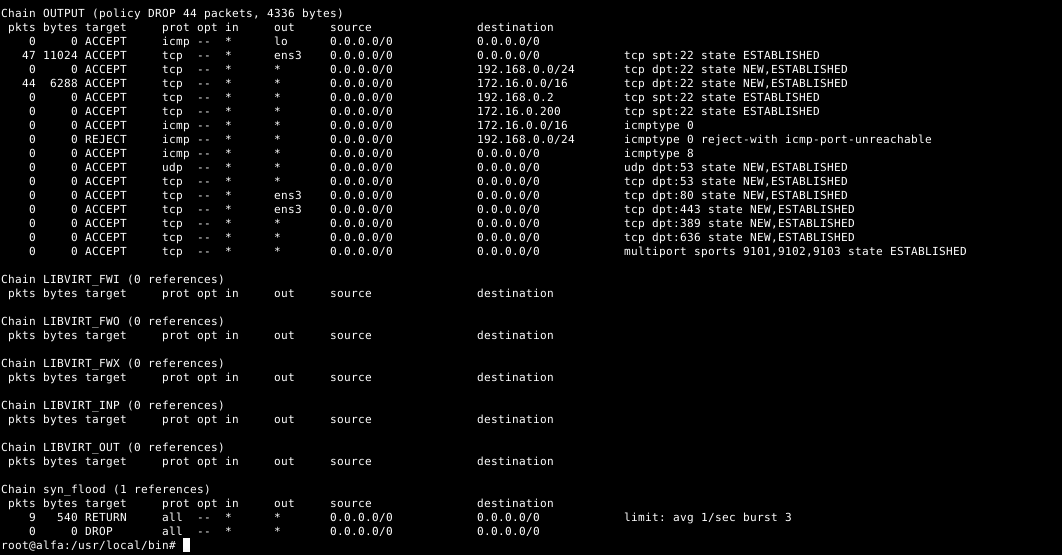 Chain OUTPUT (policy DROP 44 packets, 4336 bytes)
 pkts bytes target     prot opt in     out     source               destination
    0     0 ACCEPT     icmp --  *      lo      0.0.0.0/0            0.0.0.0/0
   47 11024 ACCEPT     tcp  --  *      ens3    0.0.0.0/0            0.0.0.0/0            tcp spt:22 state ESTABLISHED
    0     0 ACCEPT     tcp  --  *      *       0.0.0.0/0            192.168.0.0/24       tcp dpt:22 state NEW,ESTABLISHED
   44  6288 ACCEPT     tcp  --  *      *       0.0.0.0/0            172.16.0.0/16        tcp dpt:22 state NEW,ESTABLISHED
    0     0 ACCEPT     tcp  --  *      *       0.0.0.0/0            192.168.0.2          tcp spt:22 state ESTABLISHED
    0     0 ACCEPT     tcp  --  *      *       0.0.0.0/0            172.16.0.200         tcp spt:22 state ESTABLISHED
    0     0 ACCEPT     icmp --  *      *       0.0.0.0/0            172.16.0.0/16        icmptype 0
    0     0 REJECT     icmp --  *      *       0.0.0.0/0            192.168.0.0/24       icmptype 0 reject-with icmp-port-unreachable
    0     0 ACCEPT     icmp --  *      *       0.0.0.0/0            0.0.0.0/0            icmptype 8
    0     0 ACCEPT     udp  --  *      *       0.0.0.0/0            0.0.0.0/0            udp dpt:53 state NEW,ESTABLISHED
    0     0 ACCEPT     tcp  --  *      *       0.0.0.0/0            0.0.0.0/0            tcp dpt:53 state NEW,ESTABLISHED
    0     0 ACCEPT     tcp  --  *      ens3    0.0.0.0/0            0.0.0.0/0            tcp dpt:80 state NEW,ESTABLISHED
    0     0 ACCEPT     tcp  --  *      ens3    0.0.0.0/0            0.0.0.0/0            tcp dpt:443 state NEW,ESTABLISHED
    0     0 ACCEPT     tcp  --  *      *       0.0.0.0/0            0.0.0.0/0            tcp dpt:389 state NEW,ESTABLISHED
    0     0 ACCEPT     tcp  --  *      *       0.0.0.0/0            0.0.0.0/0            tcp dpt:636 state NEW,ESTABLISHED
    0     0 ACCEPT     tcp  --  *      *       0.0.0.0/0            0.0.0.0/0            multiport sports 9101,9102,9103 state ESTABLISHED

Chain LIBVIRT_FWI (0 references)
 pkts bytes target     prot opt in     out     source               destination

Chain LIBVIRT_FWO (0 references)
 pkts bytes target     prot opt in     out     source               destination

Chain LIBVIRT_FWX (0 references)
 pkts bytes target     prot opt in     out     source               destination

Chain LIBVIRT_INP (0 references)
 pkts bytes target     prot opt in     out     source               destination

Chain LIBVIRT_OUT (0 references)
 pkts bytes target     prot opt in     out     source               destination

Chain syn_flood (1 references)
 pkts bytes target     prot opt in     out     source               destination
    9   540 RETURN     all  --  *      *       0.0.0.0/0            0.0.0.0/0            limit: avg 1/sec burst 3
    0     0 DROP       all  --  *      *       0.0.0.0/0            0.0.0.0/0
root@alfa:/usr/local/bin#